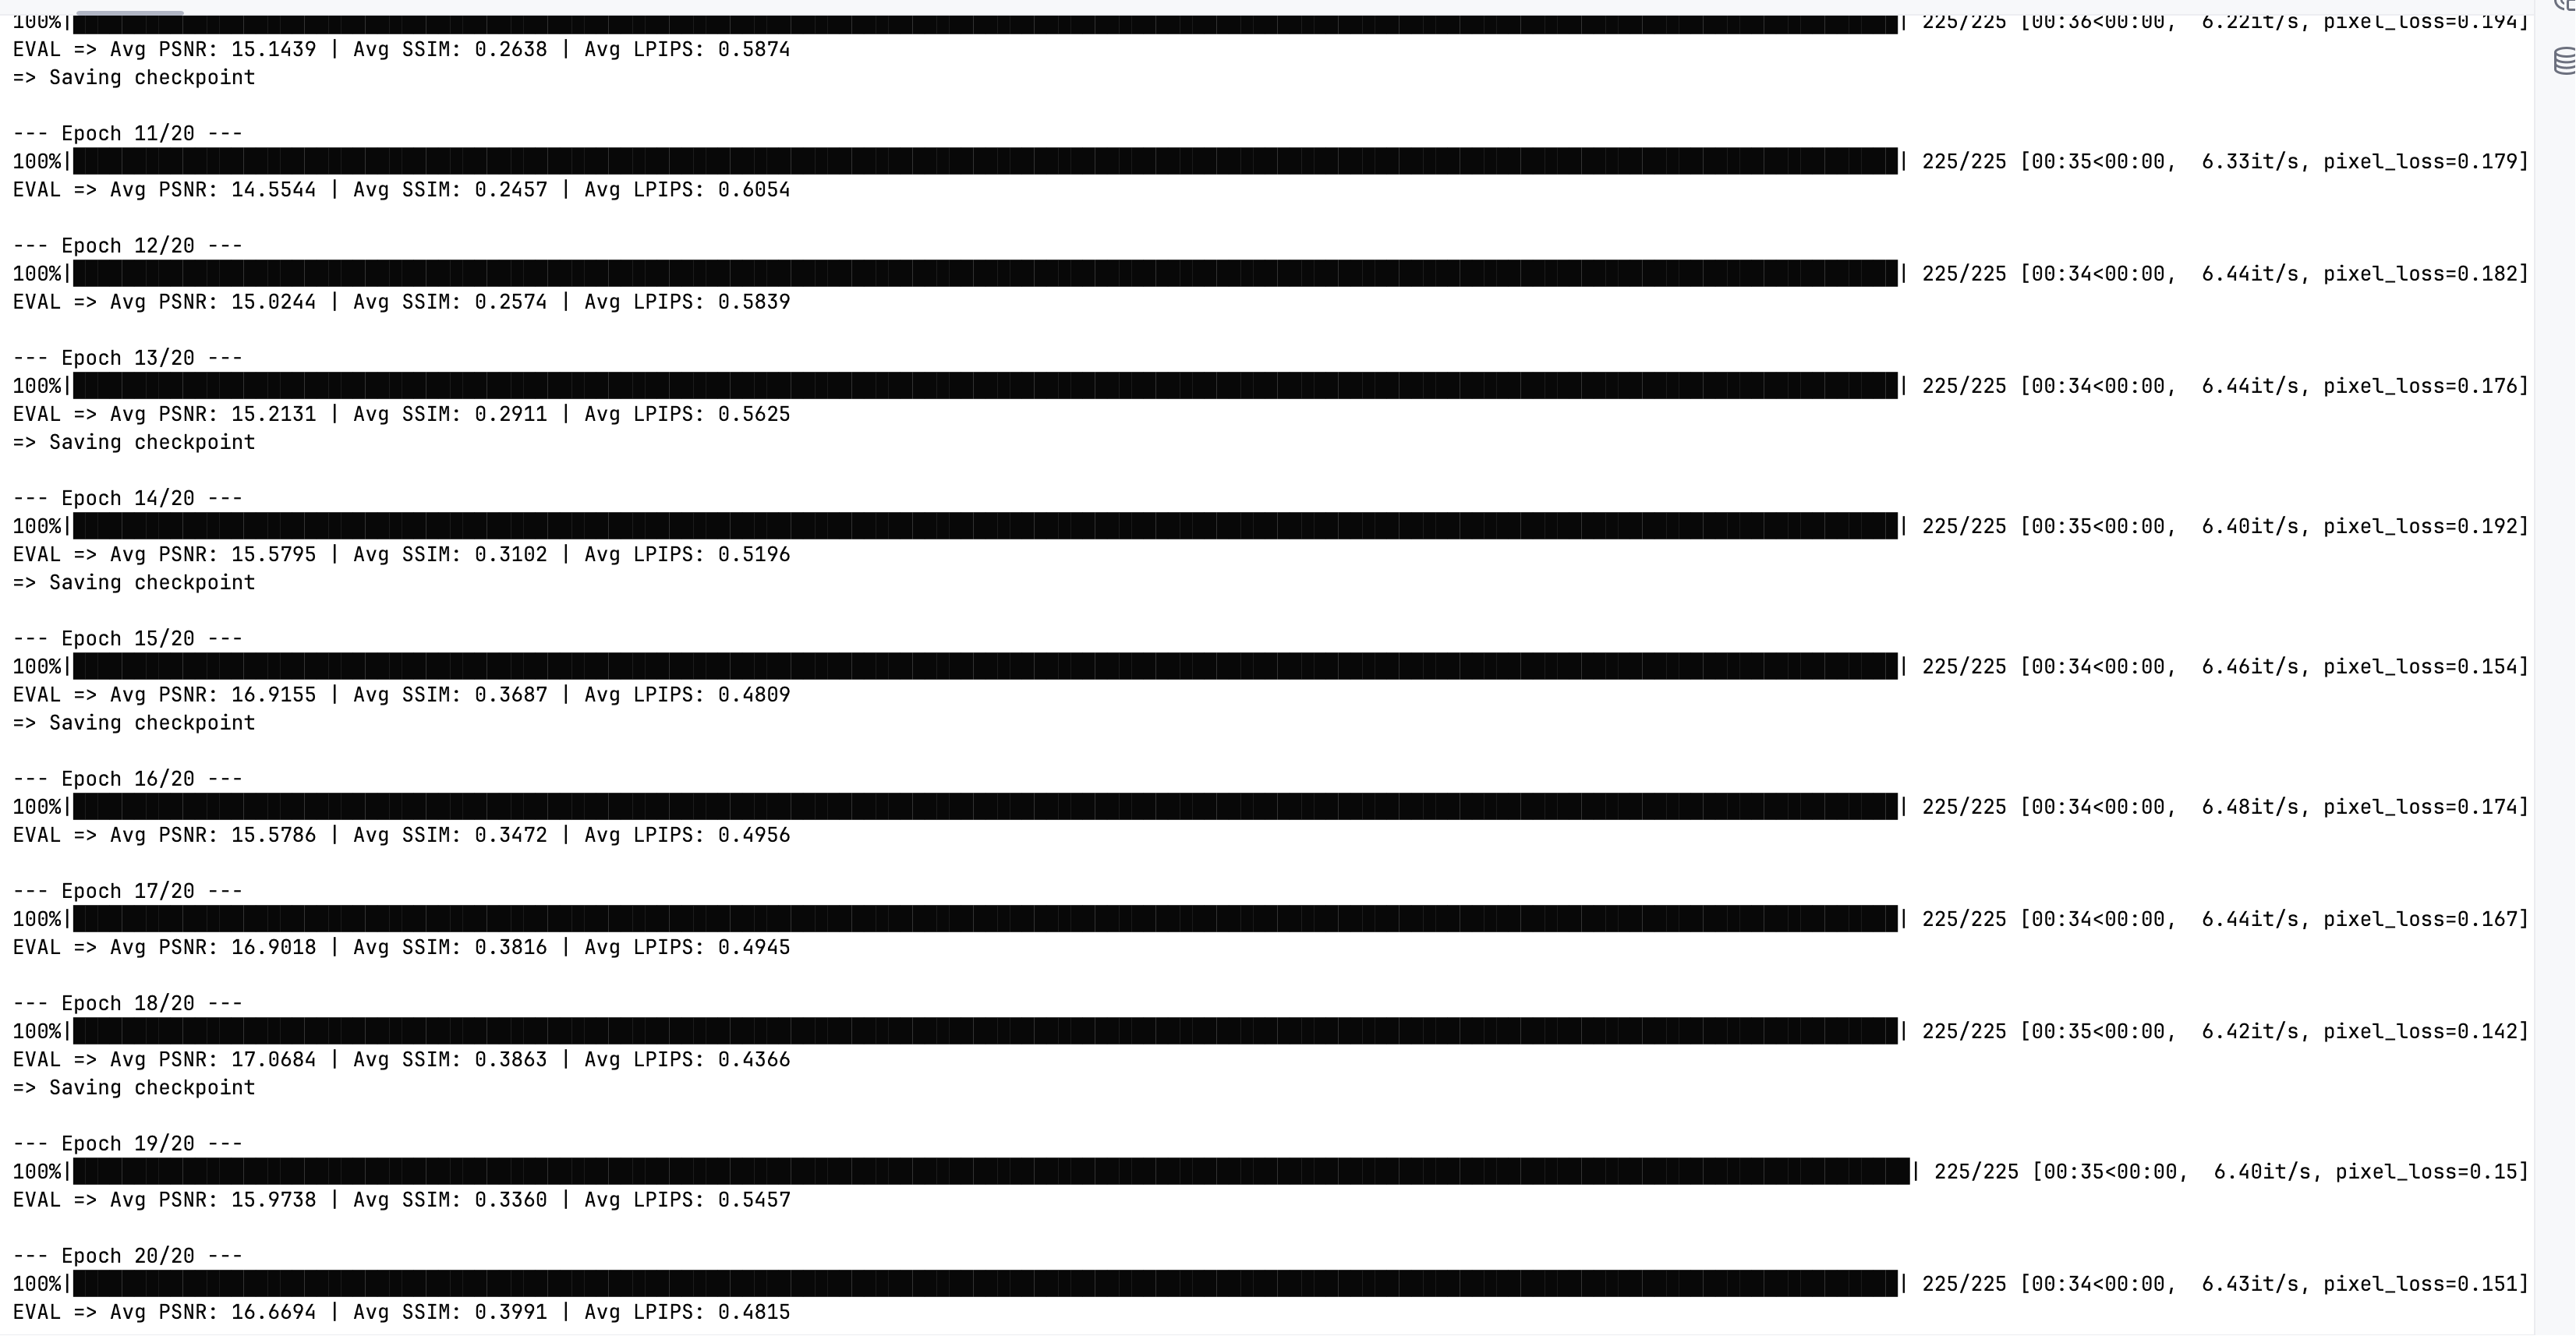 100%| | 225/225 [00:36<00:00,  6.22it/s, pixel_loss=0.194]
EVAL => Avg PSNR: 15.1439 | Avg SSIM: 0.2638 | Avg LPIPS: 0.5874
=> Saving checkpoint
--- Epoch 11/20 ---
100%| | 225/225 [00:35<00:00,  6.33it/s, pixel_loss=0.179]
EVAL => Avg PSNR: 14.5544 | Avg SSIM: 0.2457 | Avg LPIPS: 0.6054
--- Epoch 12/20 ---
100%| | 225/225 [00:34<00:00,  6.44it/s, pixel_loss=0.182]
EVAL => Avg PSNR: 15.0244 | Avg SSIM: 0.2574 | Avg LPIPS: 0.5839
--- Epoch 13/20 ---
100%| | 225/225 [00:34<00:00,  6.44it/s, pixel_loss=0.176]
EVAL => Avg PSNR: 15.2131 | Avg SSIM: 0.2911 | Avg LPIPS: 0.5625
=> Saving checkpoint
--- Epoch 14/20 ---
100%| | 225/225 [00:35<00:00,  6.40it/s, pixel_loss=0.192]
EVAL => Avg PSNR: 15.5795 | Avg SSIM: 0.3102 | Avg LPIPS: 0.5196
=> Saving checkpoint
--- Epoch 15/20 ---
100%| | 225/225 [00:34<00:00,  6.46it/s, pixel_loss=0.154]
EVAL => Avg PSNR: 16.9155 | Avg SSIM: 0.3687 | Avg LPIPS: 0.4809
=> Saving checkpoint
--- Epoch 16/20 ---
100%| | 225/225 [00:34<00:00,  6.48it/s, pixel_loss=0.174]
EVAL => Avg PSNR: 15.5786 | Avg SSIM: 0.3472 | Avg LPIPS: 0.4956
--- Epoch 17/20 ---
100%| | 225/225 [00:34<00:00,  6.44it/s, pixel_loss=0.167]
EVAL => Avg PSNR: 16.9018 | Avg SSIM: 0.3816 | Avg LPIPS: 0.4945
--- Epoch 18/20 ---
100%| | 225/225 [00:35<00:00,  6.42it/s, pixel_loss=0.142]
EVAL => Avg PSNR: 17.0684 | Avg SSIM: 0.3863 | Avg LPIPS: 0.4366
=> Saving checkpoint
--- Epoch 19/20 ---
100%| | 225/225 [00:35<00:00,  6.40it/s, pixel_loss=0.15]
EVAL => Avg PSNR: 15.9738 | Avg SSIM: 0.3360 | Avg LPIPS: 0.5457
--- Epoch 20/20 ---
100%| | 225/225 [00:34<00:00,  6.43it/s, pixel_loss=0.151]
EVAL => Avg PSNR: 16.6694 | Avg SSIM: 0.3991 | Avg LPIPS: 0.4815